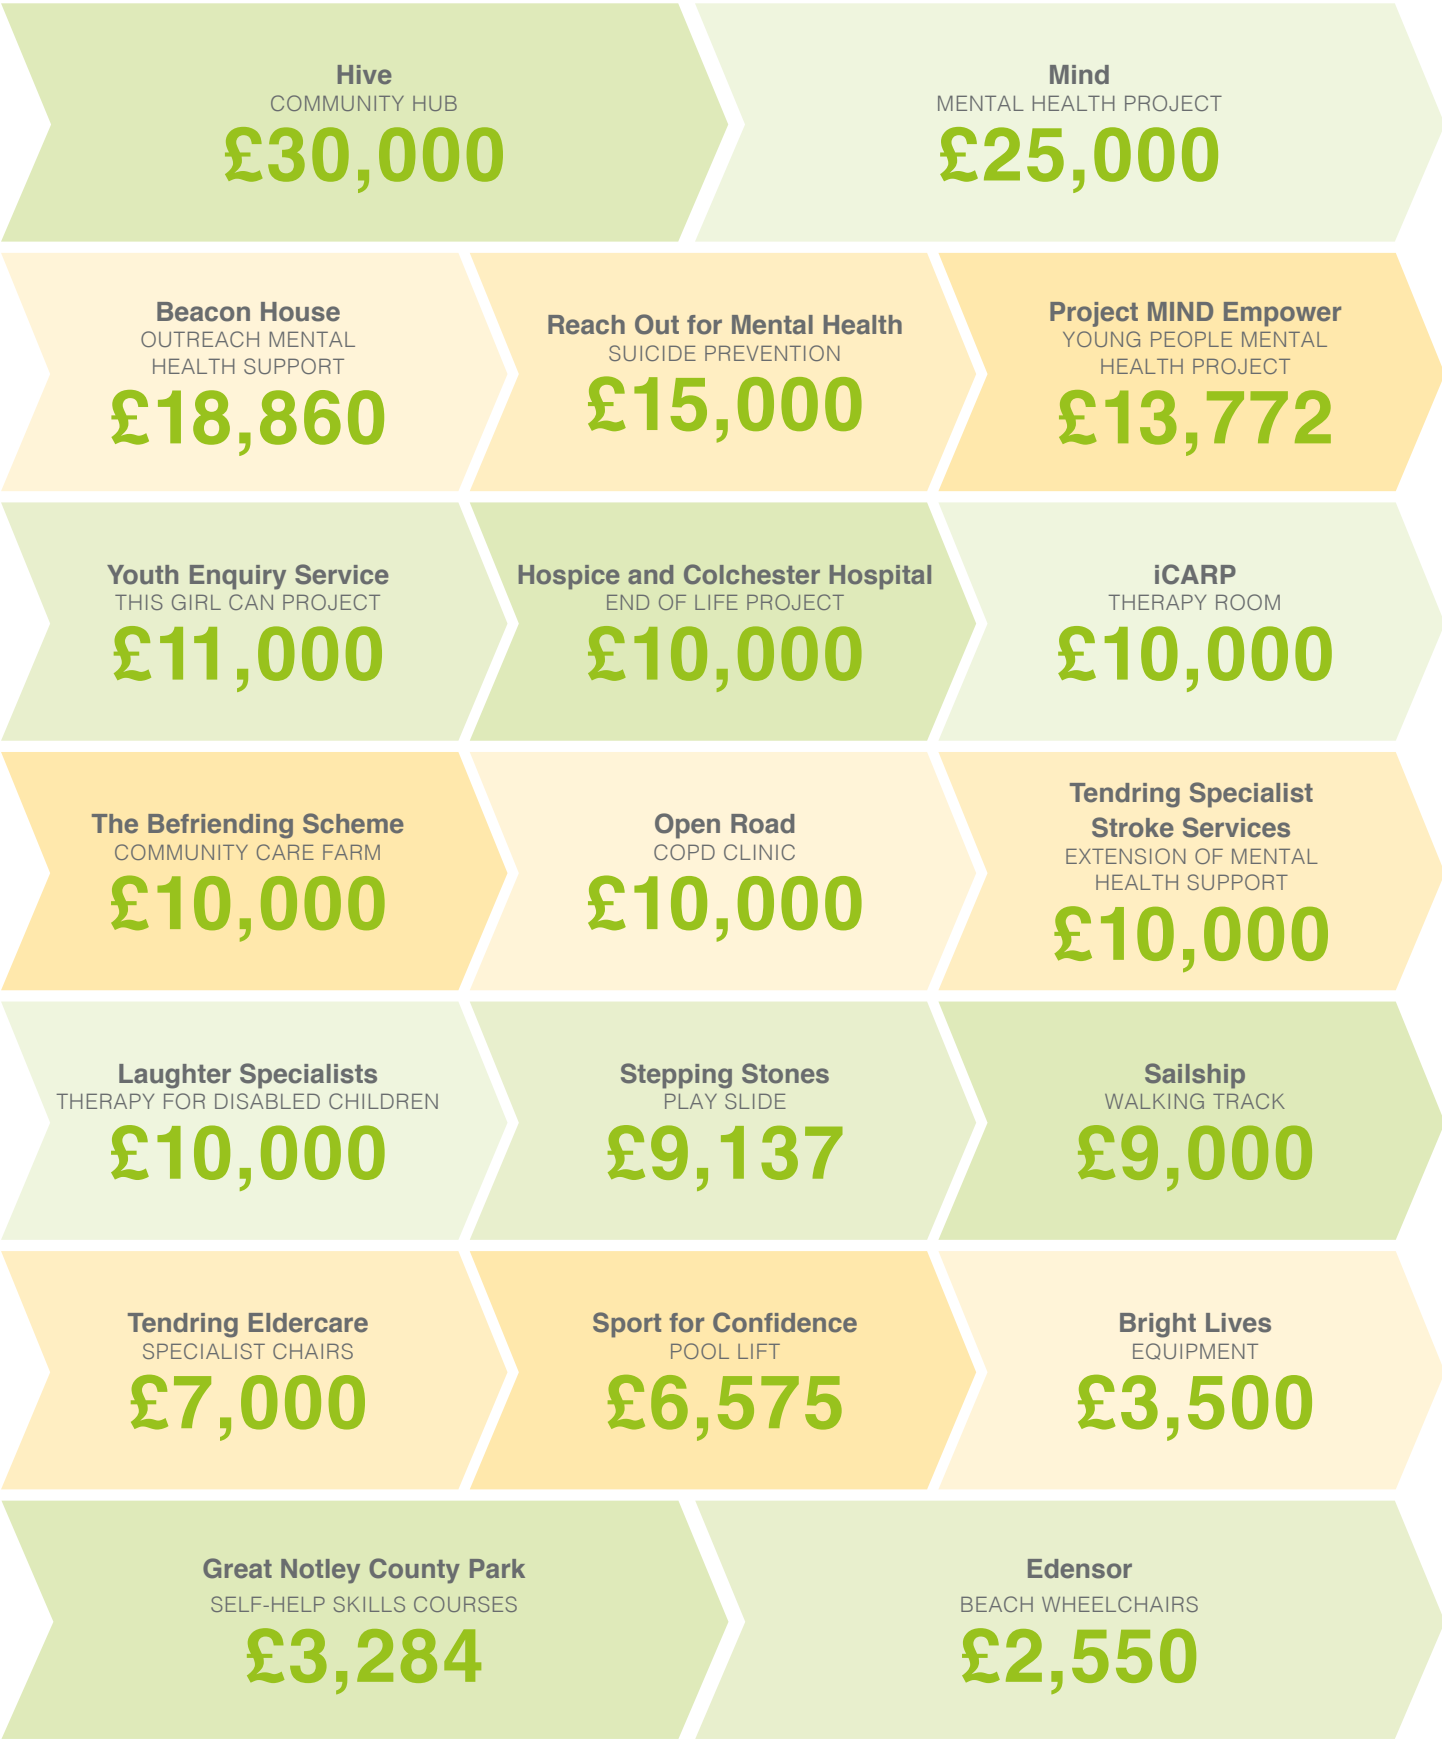 Hive
COMMUNITY HUB
£30,000
Mind
MENTAL HEALTH PROJECT
£25,000
Beacon House
OUTREACH MENTAL
HEALTH SUPPORT
£18,860
Reach Out for Mental Health
SUICIDE PREVENTION
£15,000
Project MIND Empower
YOUNG PEOPLE MENTAL
HEALTH PROJECT
£13,772
Youth Enquiry Service
THIS GIRL CAN PROJECT
£11,000
Hospice and Colchester Hospital
END OF LIFE PROJECT
£10,000
iCARP
THERAPY ROOM
£10,000
The Befriending Scheme
COMMUNITY CARE FARM
£10,000
Open Road
COPD CLINIC
£10,000
Tendring Specialist
Stroke Services
EXTENSION OF MENTAL
HEALTH SUPPORT
£10,000
Laughter Specialists
THERAPY FOR DISABLED CHILDREN
£10,000
Stepping Stones
PLAY SLIDE
£9,137
Sailship
WALKING TRACK
£9,000
Tendring Eldercare
SPECIALIST CHAIRS
£7,000
Sport for Confidence
POOL LIFT
£6,575
Bright Lives
EQUIPMENT
£3,500
Great Notley County Park
SELF-HELP SKILLS COURSES
£3,284
Edensor
BEACH WHEELCHAIRS
£2,550